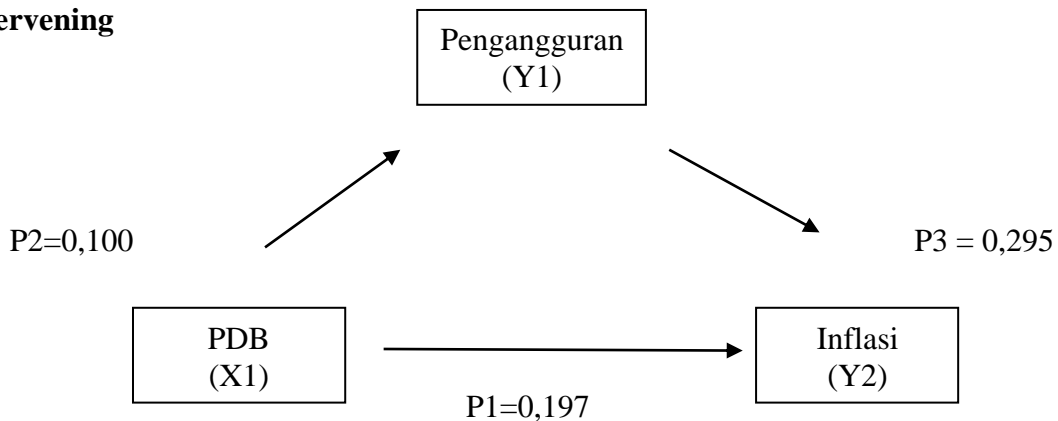 ervening
Pengangguran
(Y1)
P2=0,100
P3 = 0,295
PDB
(X1)
Inflasi
(Y2)
P1=0,197